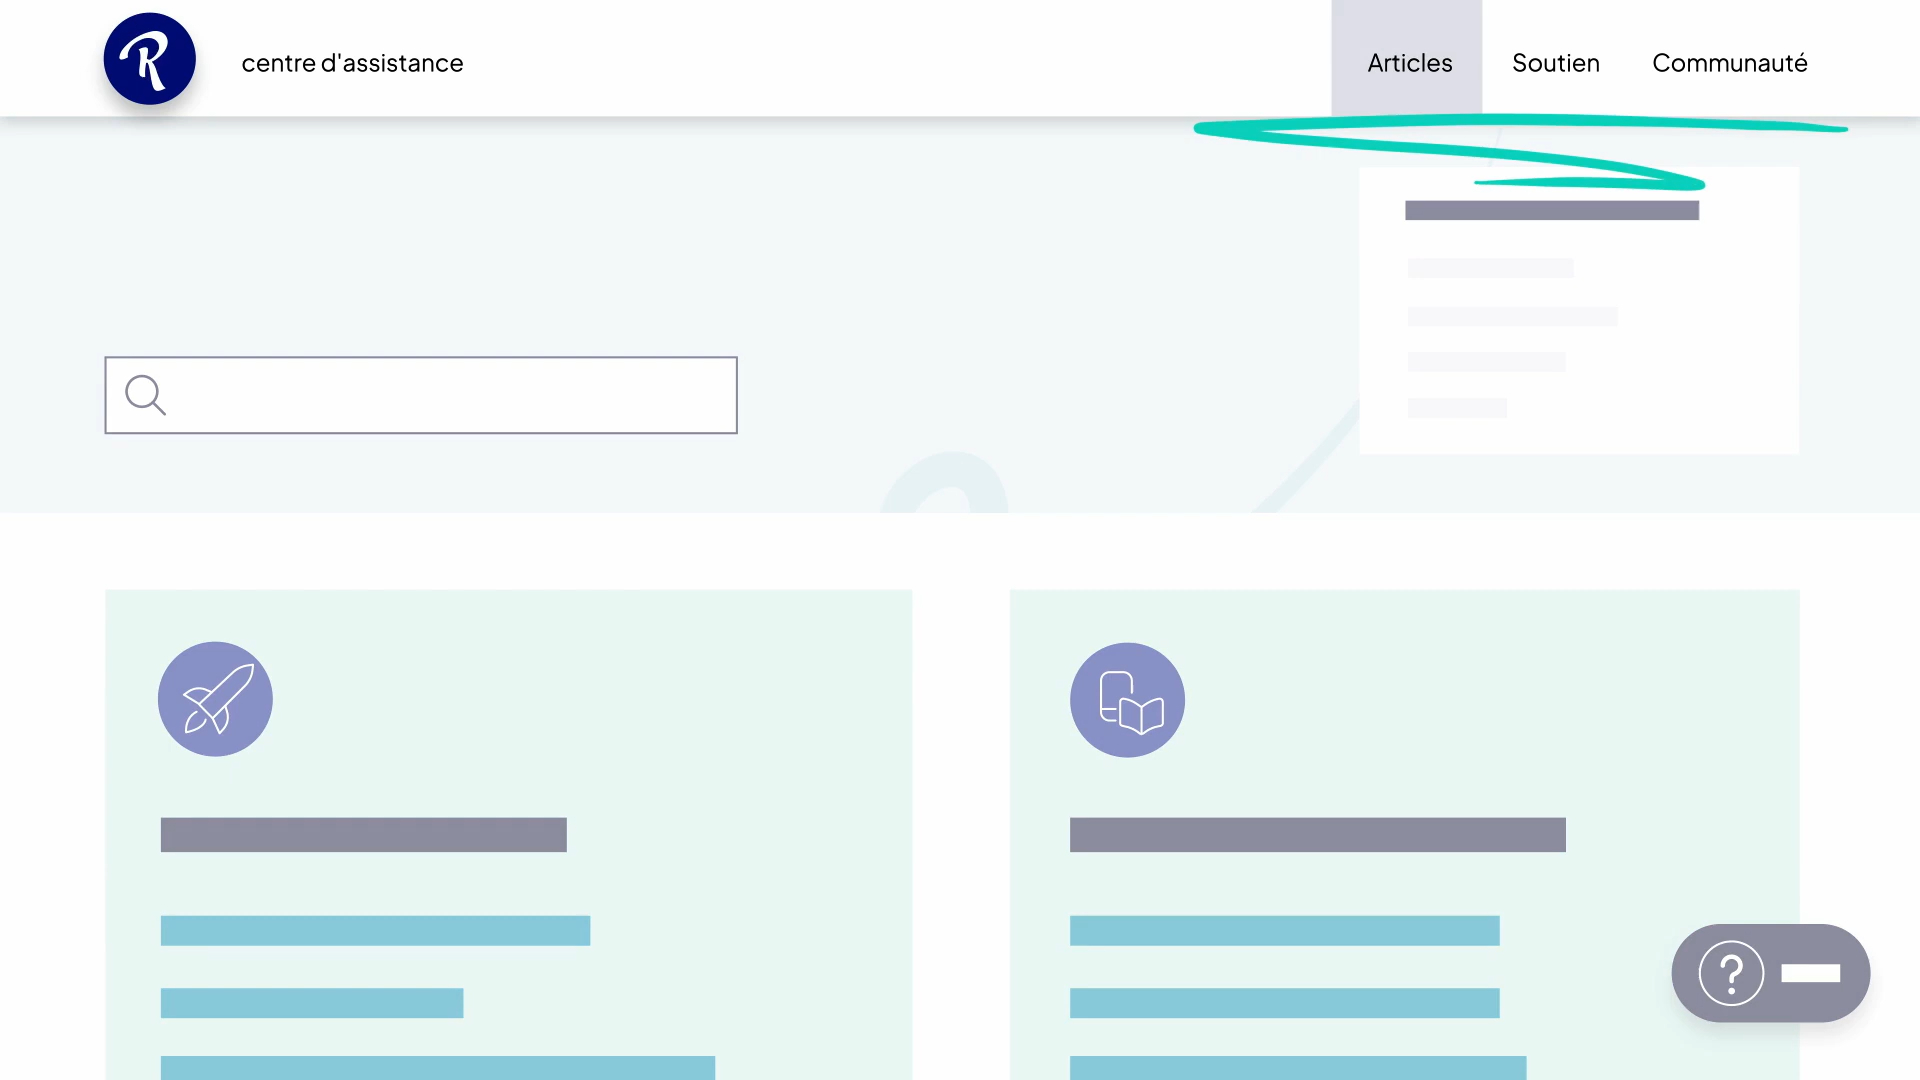 R
centre d'assistance
Articles
Soutien
Communauté
?